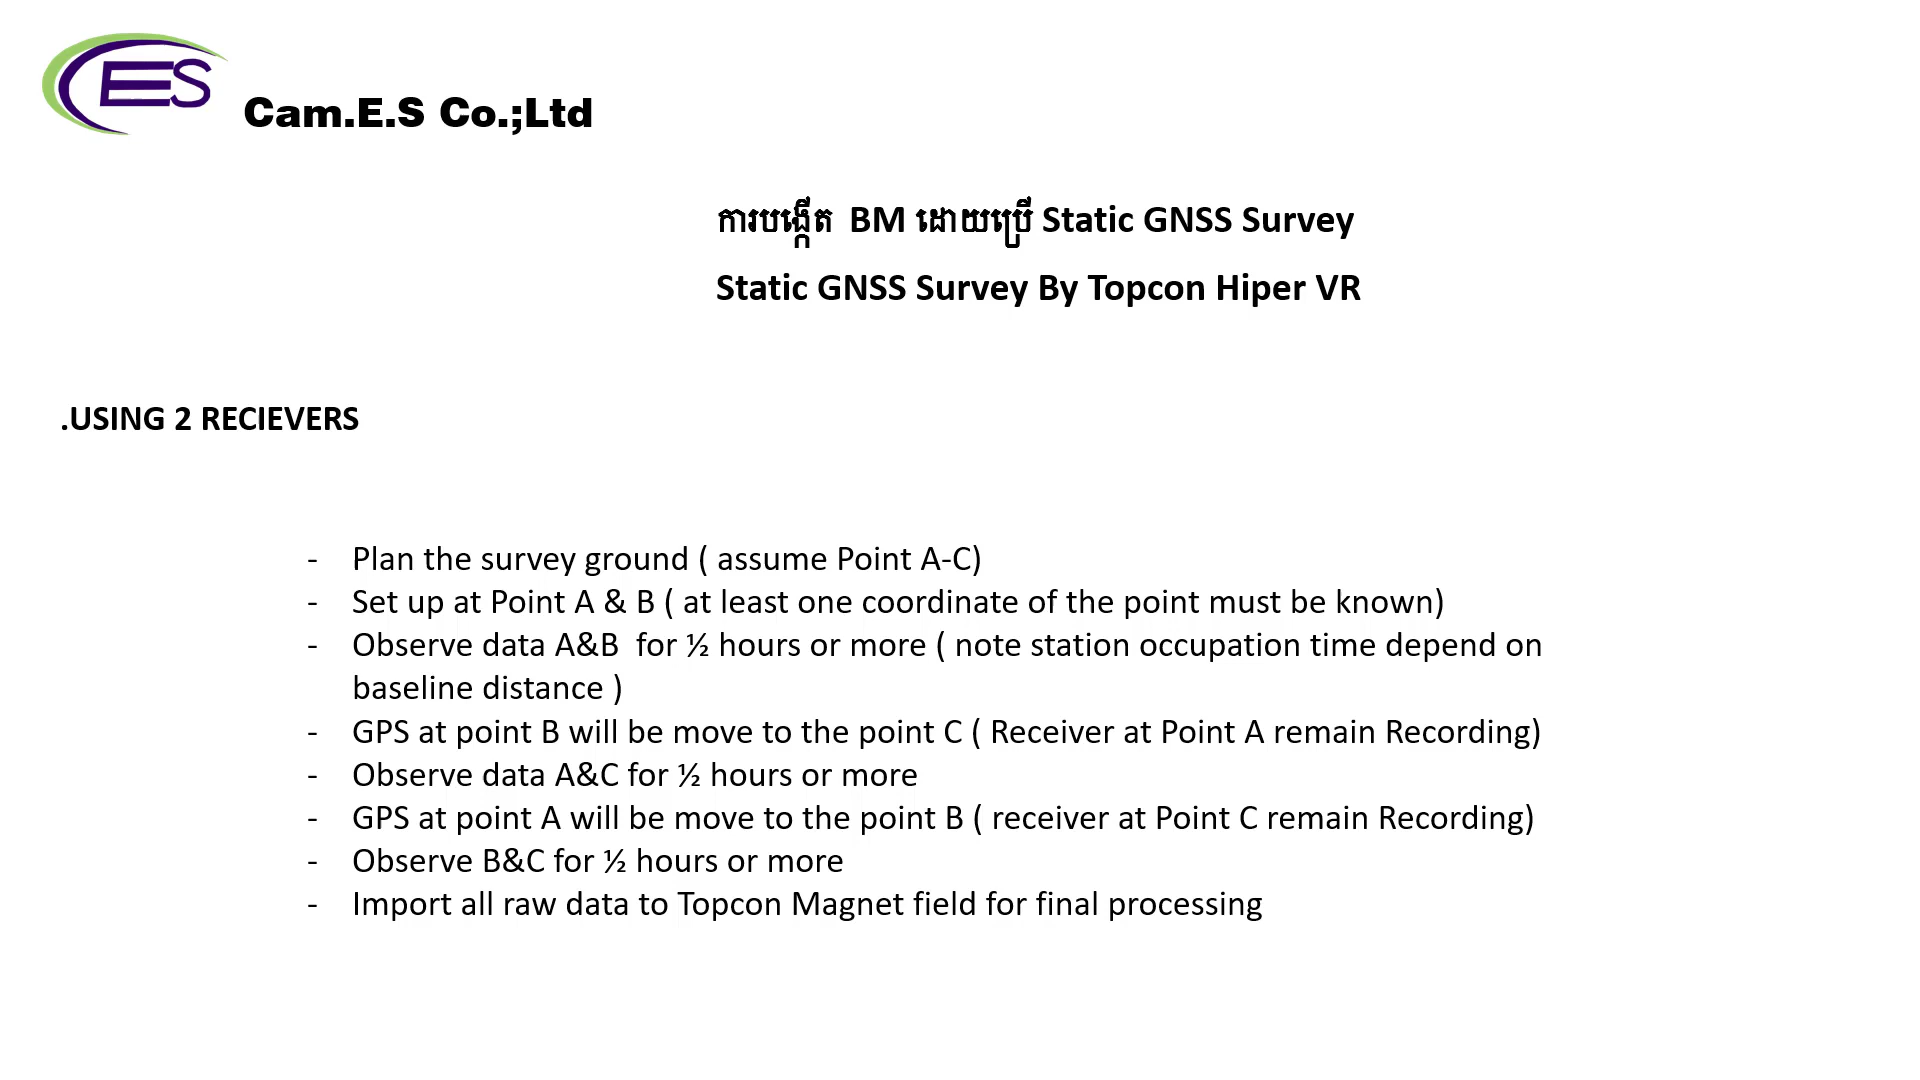 CES
Cam.E.S Co.;Ltd
ការបង្កើត BM ដោយប្រើ Static GNSS Survey
Static GNSS Survey By Topcon Hiper VR
.USING 2 RECIEVERS
- Plan the survey ground ( assume Point A-C)
- Set up at Point A & B ( at least one coordinate of the point must be known)
- Observe data A&B  for ½ hours or more ( note station occupation time depend on
baseline distance )
- GPS at point B will be move to the point C ( Receiver at Point A remain Recording)
- Observe data A&C for ½ hours or more
- GPS at point A will be move to the point B ( receiver at Point C remain Recording)
- Observe B&C for ½ hours or more
- Import all raw data to Topcon Magnet field for final processing